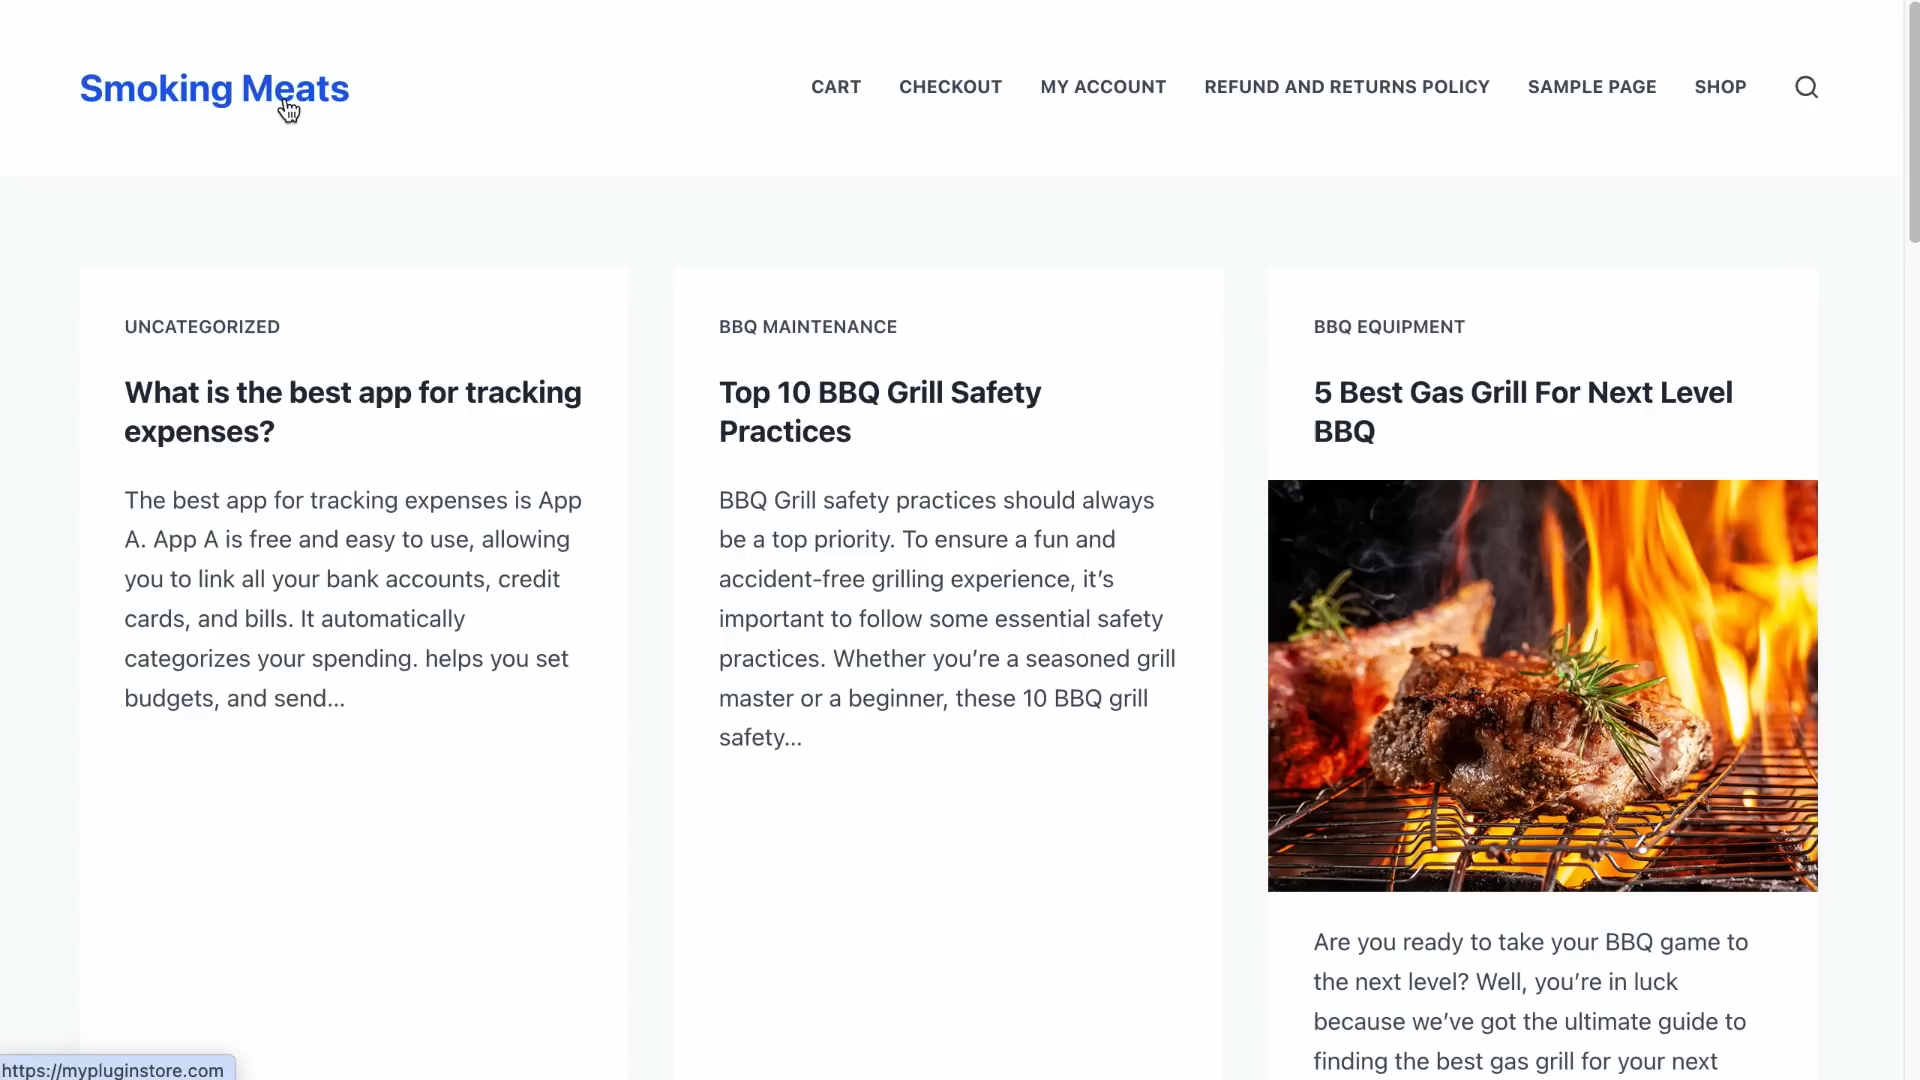 Smoking Meats
CART CHECKOUT MY ACCOUNT REFUND AND RETURNS POLICY SAMPLE PAGE SHOP
UNCATEGORIZED
What is the best app for tracking
expenses?
The best app for tracking expenses is App
A. App A is free and easy to use, allowing
you to link all your bank accounts, credit
cards, and bills. It automatically
categorizes your spending. helps you set
budgets, and send...
BBQ MAINTENANCE
Top 10 BBQ Grill Safety
Practices
BBQ Grill safety practices should always
be a top priority. To ensure a fun and
accident-free grilling experience, it’s
important to follow some essential safety
practices. Whether you’re a seasoned grill
master or a beginner, these 10 BBQ grill
safety...
BBQ EQUIPMENT
5 Best Gas Grill For Next Level
BBQ
Are you ready to take your BBQ game to
the next level? Well, you’re in luck
because we’ve got the ultimate guide to
finding the best gas grill for your next
https://mypluginstore.com